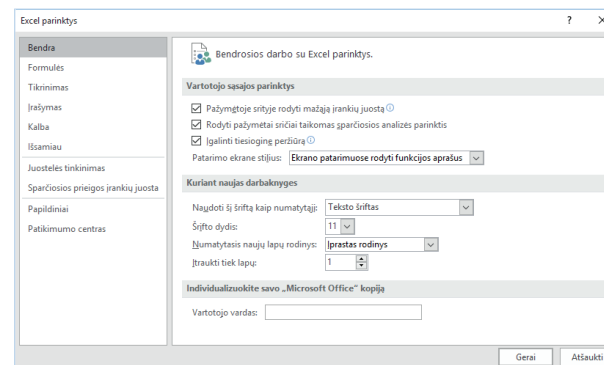 Excel parinktys
? ×
Bendra
Formulės
Tikrinimas
Įrašymas
Kalba
Išsamiau
Juostelės tinkinimas
Sparčiosios prieigos įrankių juosta
Papildiniai
Patikimumo centras
Bendrosios darbo su Excel parinktys.
Vartotojo sąsajos parinktys
Pažymėtoje srityje rodyti mažąją įrankių juostą
Rodyti pažymėtai sričiai taikomas sparčiosios analizės parinktis
Įgalinti tiesioginę peržiūrą
Patarimo ekrane stilius: Ekrano patarimuose rodyti funkcijos aprašus
Kuriant naujas darbaknyges
Naudoti šį šriftą kaip numatytąjį: Teksto šriftas
Šrifto dydis: 11
Numatytasis naujų lapų rodinys: Įprastas rodinys
Įtraukti tiek lapų: 1
Individualizuokite savo „Microsoft Office“ kopiją
Vartotojo vardas:
Gerai Atšaukti